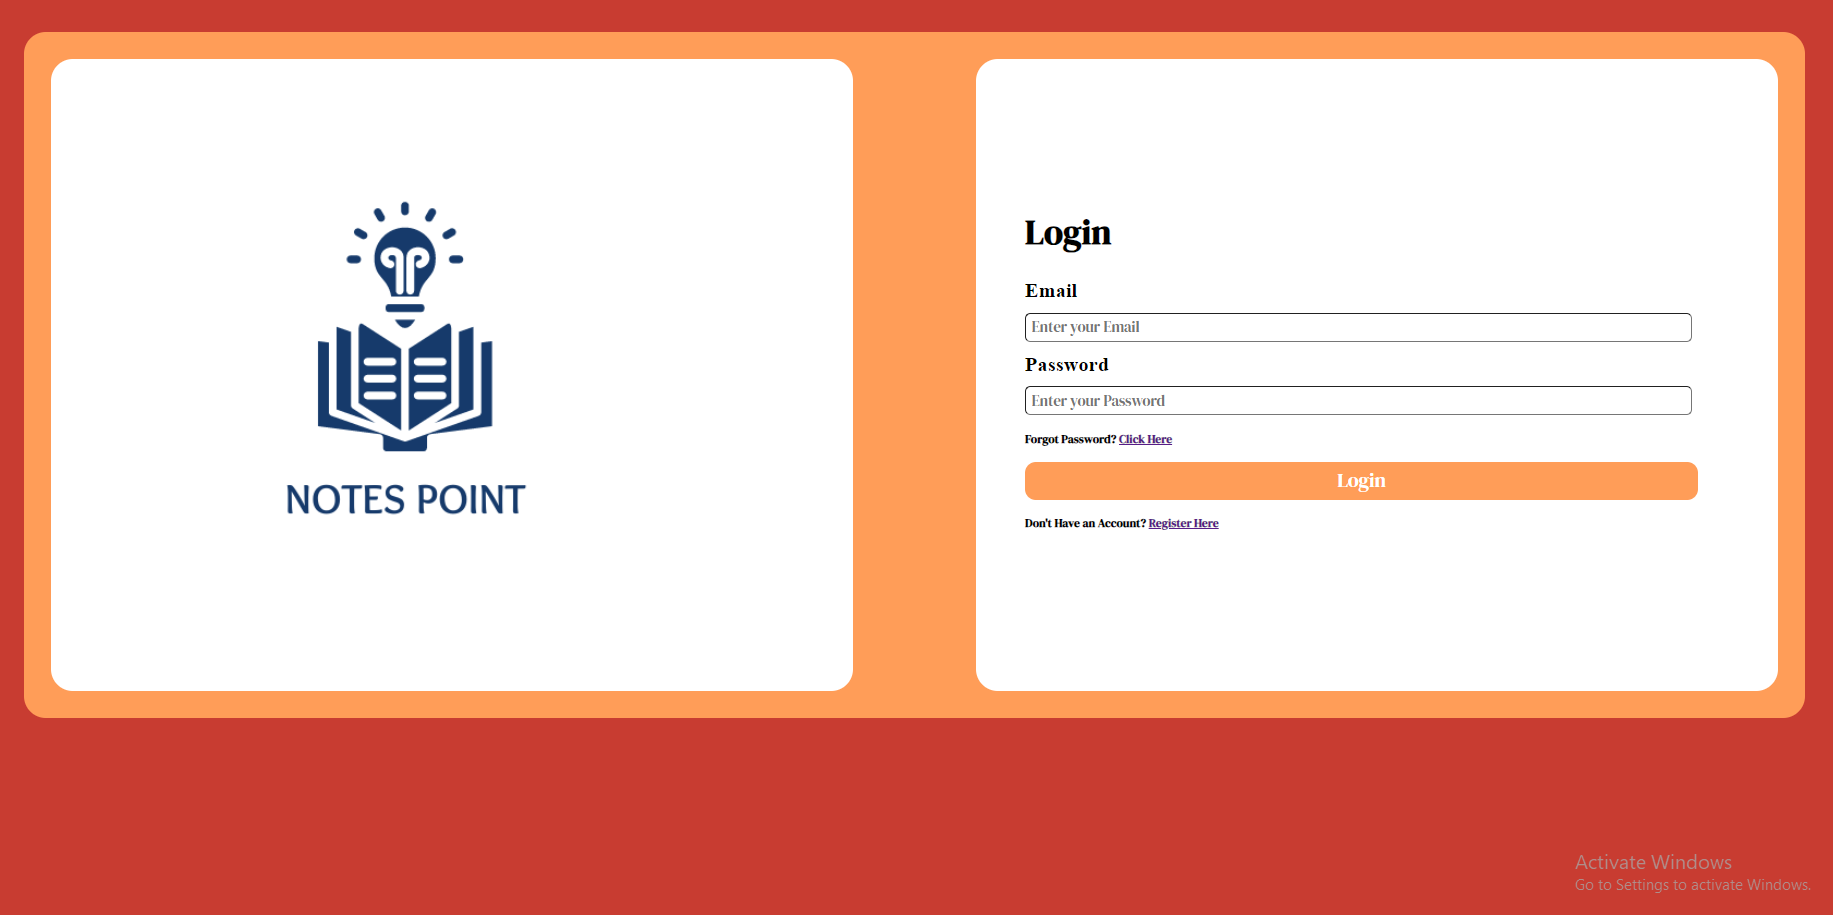 NOTES POINT
Login
Email
Enter your Email
Password
Enter your Password
Forgot Password? Click Here
Login
Don't Have an Account? Register Here
Activate Windows
Go to Settings to activate Windows.